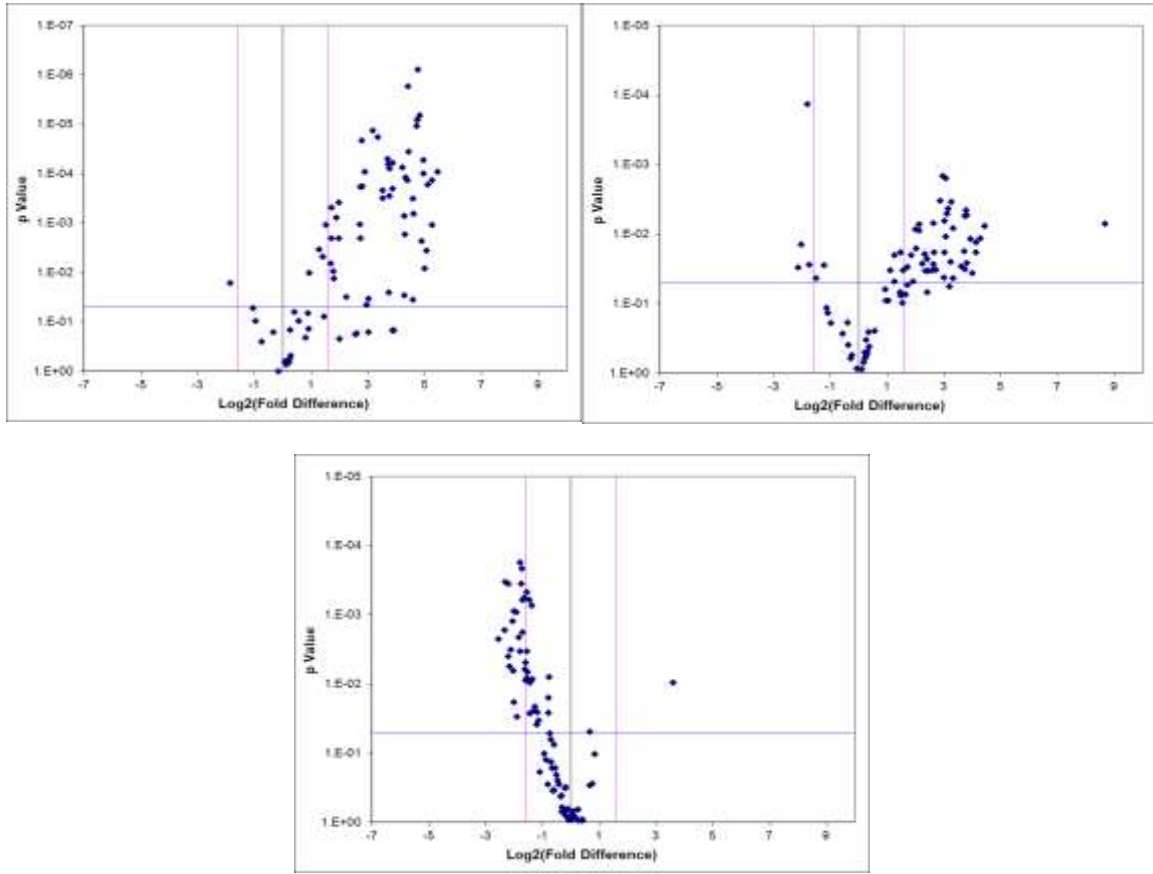 1.E-07
1.E-06
1.E-05
1.E-04
1.E-03
1.E-02
1.E-01
1.E+00
p Value
-7 -5 -3 -1 1 3 5 7 9
Log2(Fold Difference)
1.E-05
1.E-04
1.E-03
1.E-02
1.E-01
1.E+00
p Value
-7 -5 -3 -1 1 3 5 7 9
Log2(Fold Difference)
1.E-05
1.E-04
1.E-03
1.E-02
1.E-01
1.E+00
p Value
-7 -5 -3 -1 1 3 5 7 9
Log2(Fold Difference)